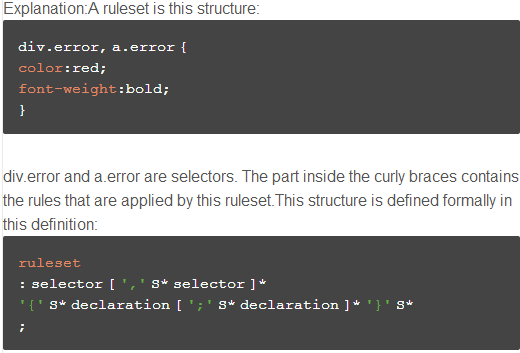 Explanation:A ruleset is this structure:
div.error, a.error {
color:red;
font-weight:bold;
}
div.error and a.error are selectors. The part inside the curly braces contains
the rules that are applied by this ruleset.This structure is defined formally in
this definition:
ruleset
: selector [ ',' S* selector ]*
'{' S* declaration [ ';' S* declaration ]* '}' S*
;